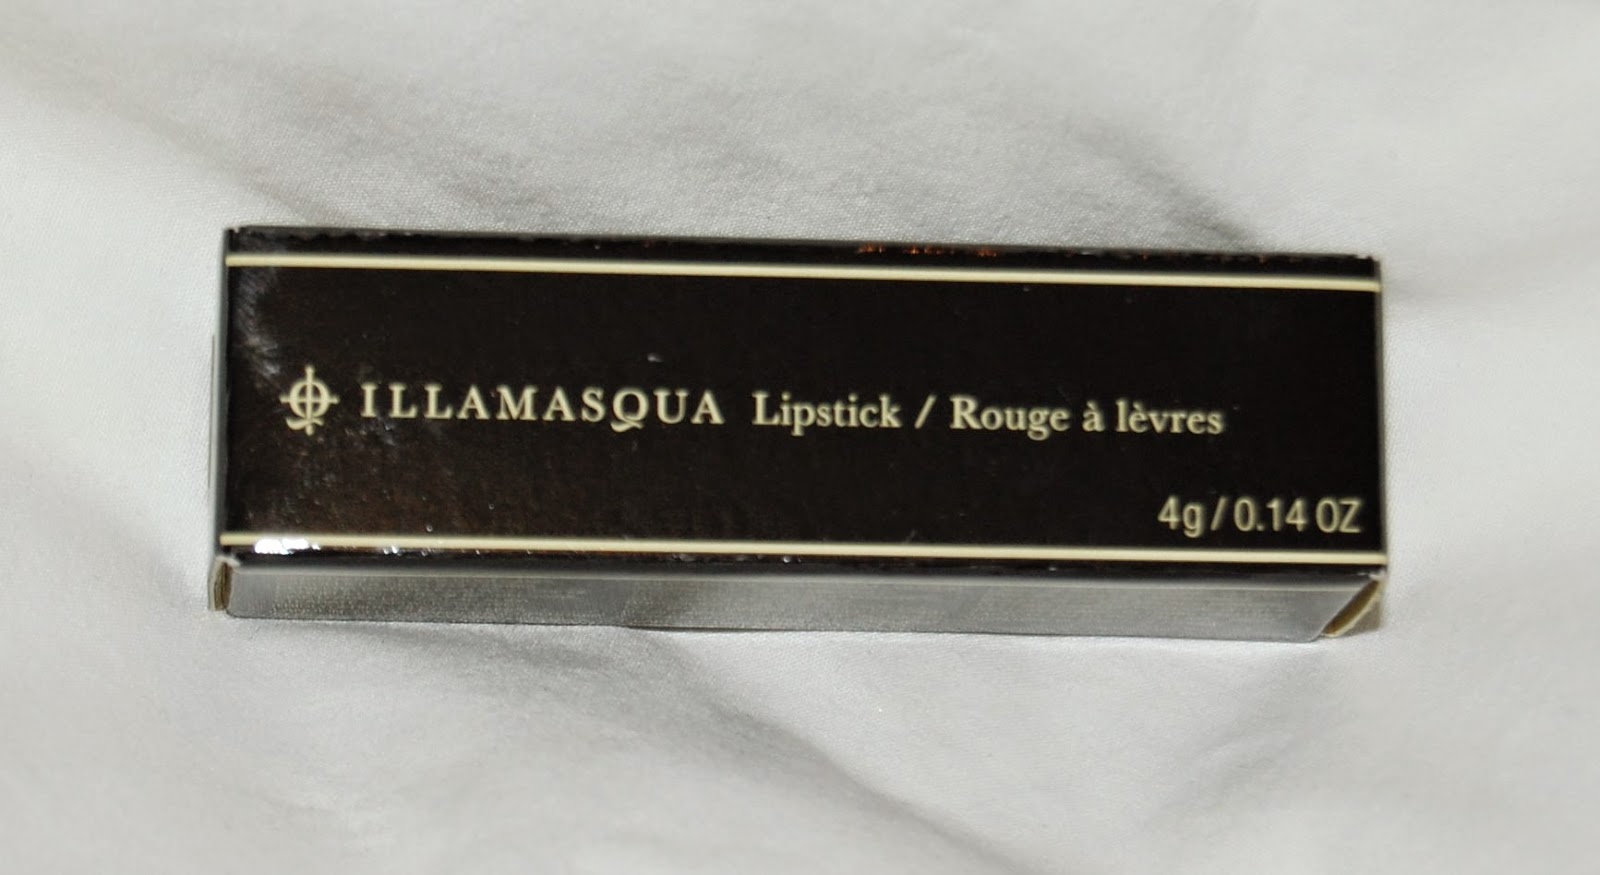 ILLAMASQUA Lipstick / Rouge à lèvres
4g / 0.14 OZ